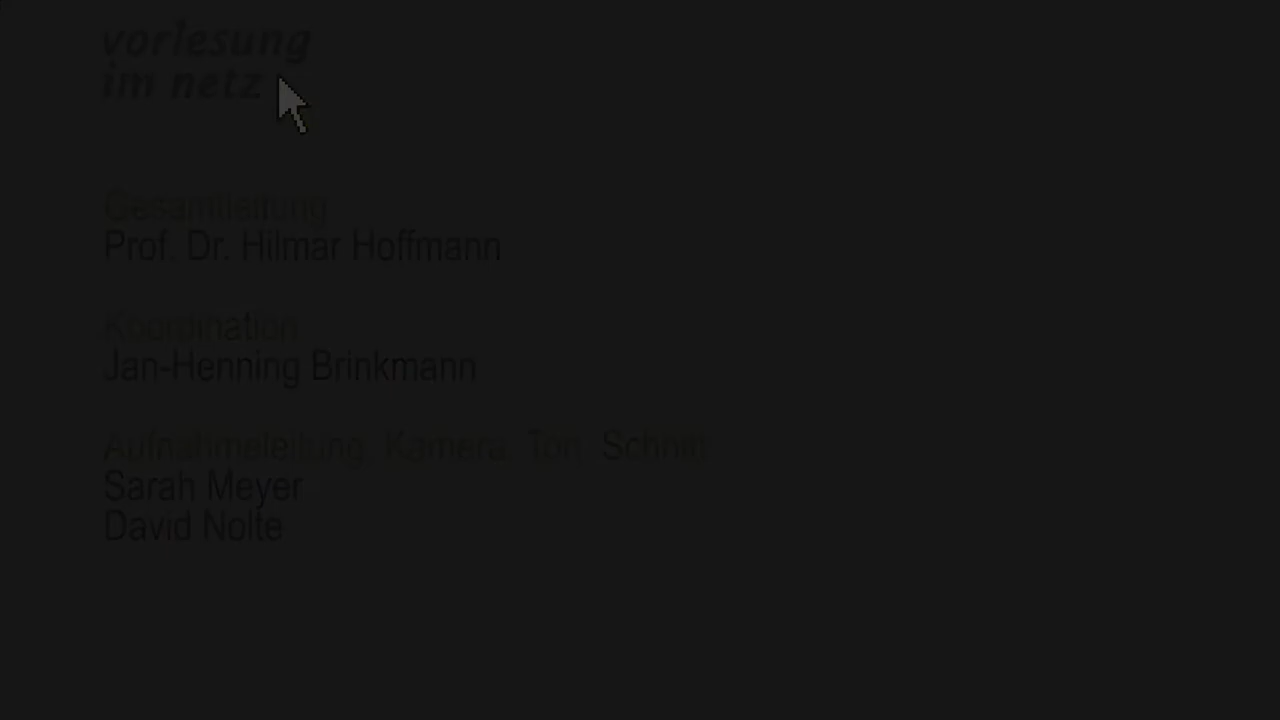 vorlesung
im netz
Gesamtleitung
Prof. Dr. Hilmar Hoffmann
Koordination
Jan-Henning Brinkmann
Aufnahmeleitung, Kamera, Ton, Schnitt
Sarah Meyer
David Nolte